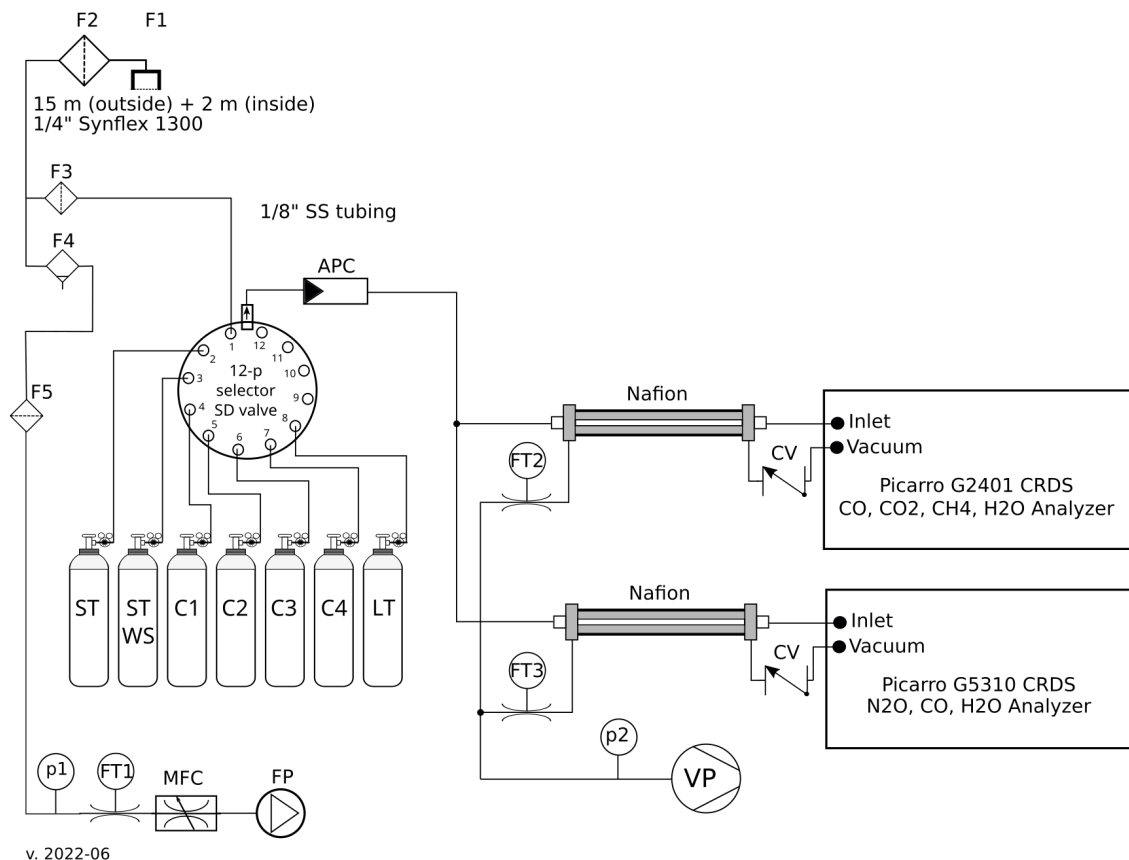 F2 F1
15 m (outside) + 2 m (inside)
1/4" Synflex 1300
F3
1/8" SS tubing
F4
APC
1
12
2
11
3
12-p
10
selector
4
SD valve
9
5
6
7
8
F5
Nafion
FT2
CV
Inlet
Vacuum
Picarro G2401 CRDS
CO, CO2, CH4, H2O Analyzer
ST
ST
WS
C1
C2
C3
C4
LT
Nafion
FT3
CV
Inlet
Vacuum
Picarro G5310 CRDS
N2O, CO, H2O Analyzer
p1
FT1
MFC
FP
p2
VP
v. 2022-06